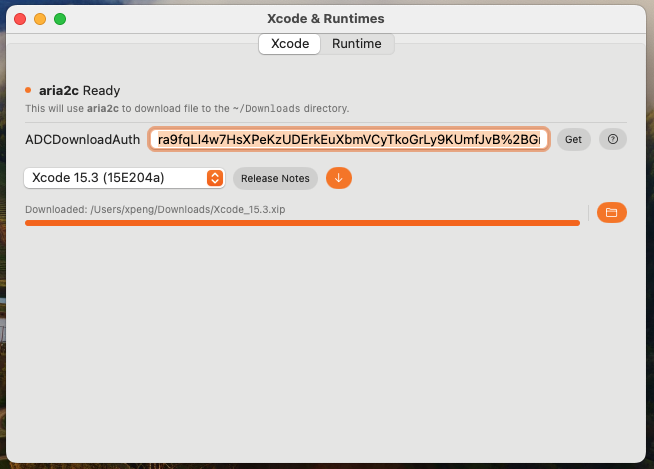 Xcode & Runtimes
Xcode Runtime
aria2c Ready
This will use aria2c to download file to the ~/Downloads directory.
ADCDownloadAuth ra9fqLI4w7HsXPeKzUDErkEuXbmVCyTkoGrLy9KUmfJvB%2BG Get
Xcode 15.3 (15E204a) Release Notes
Downloaded: /Users/xpeng/Downloads/Xcode_15.3.xip